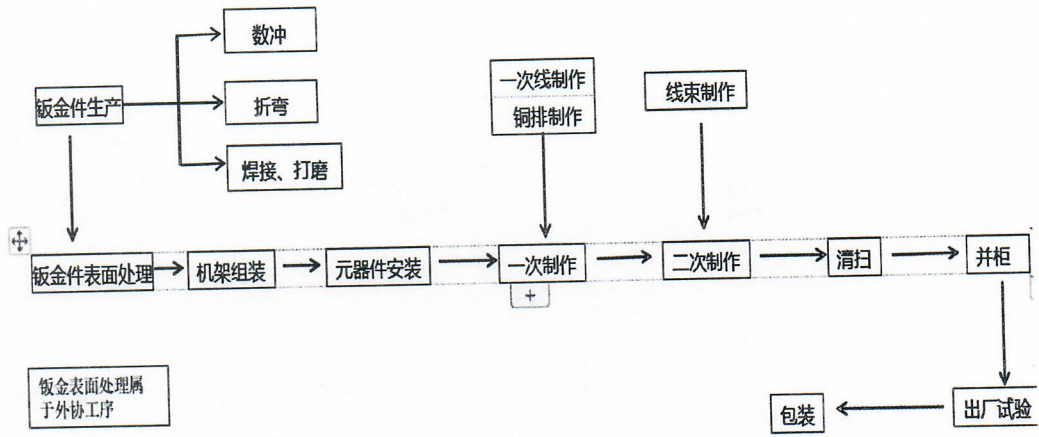 数冲
钣金件生产
折弯
焊接、打磨
一次线制作
铜排制作
线束制作
钣金件表面处理
机架组装
元器件安装
一次制作
二次制作
清扫
并柜
钣金表面处理属
于外协工序
包装
出厂试验